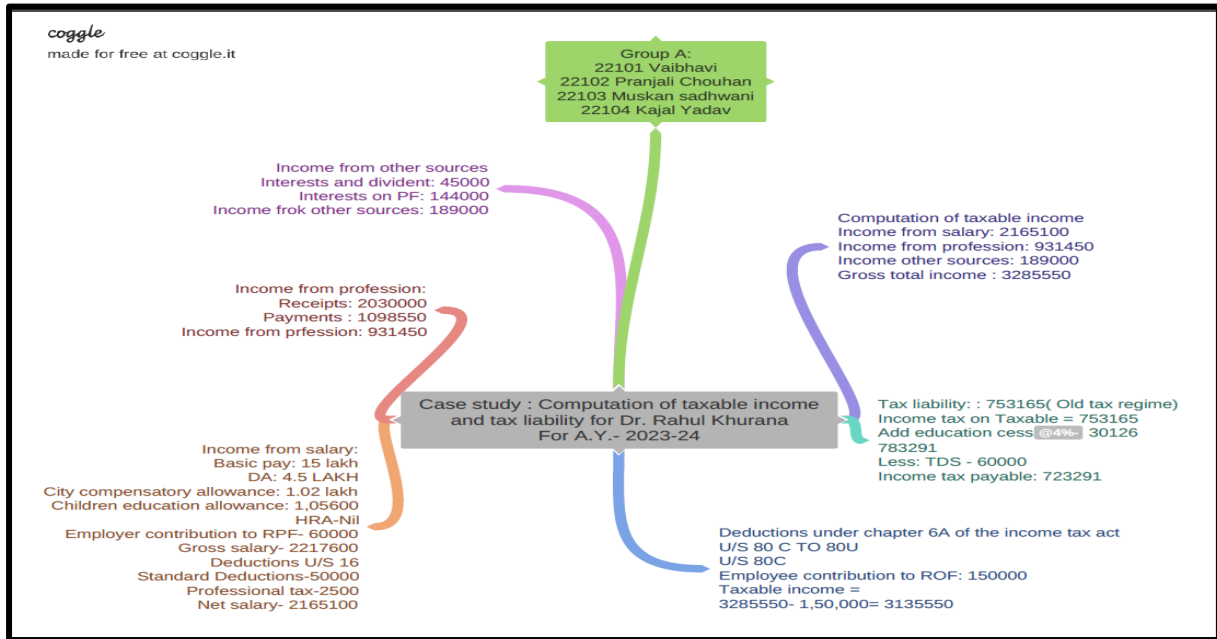 coggle
made for free at coggle.it
Group A:
22101 Vaibhavi
22102 Pranjali Chouhan
22103 Muskan sadhwani
22104 Kajal Yadav
Income from other sources
Interests and divident: 45000
Interests on PF: 144000
Income frok other sources: 189000
Computation of taxable income
Income from salary: 2165100
Income from profession: 931450
Income other sources: 189000
Gross total income : 3285550
Income from profession:
Receipts: 2030000
Payments : 1098550
Income from prfession: 931450
Case study : Computation of taxable income
and tax liability for Dr. Rahul Khurana
For A.Y.- 2023-24
Tax liability: : 753165( Old tax regime)
Income tax on Taxable = 753165
Add education cess @4%- 30126
783291
Less: TDS - 60000
Income tax payable: 723291
Income from salary:
Basic pay: 15 lakh
DA: 4.5 LAKH
City compensatory allowance: 1.02 lakh
Children education allowance: 1,05600
HRA-Nil
Employer contribution to RPF- 60000
Gross salary- 2217600
Deductions U/S 16
Standard Deductions-50000
Professional tax-2500
Net salary- 2165100
Deductions under chapter 6A of the income tax act
U/S 80 C TO 80U
U/S 80C
Employee contribution to ROF: 150000
Taxable income =
3285550- 1,50,000= 3135550